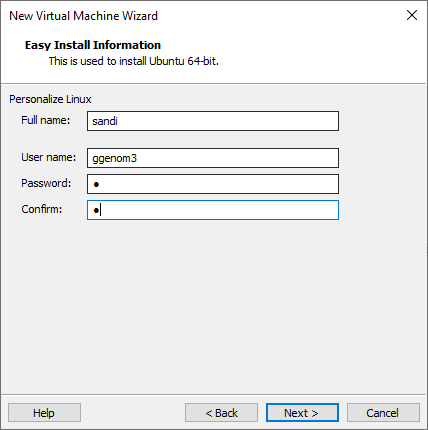 New Virtual Machine Wizard
Easy Install Information
This is used to install Ubuntu 64-bit.
Personalize Linux
Full name: sandi
User name: ggenom3
Password: ●
Confirm: ●
Help < Back Next > Cancel